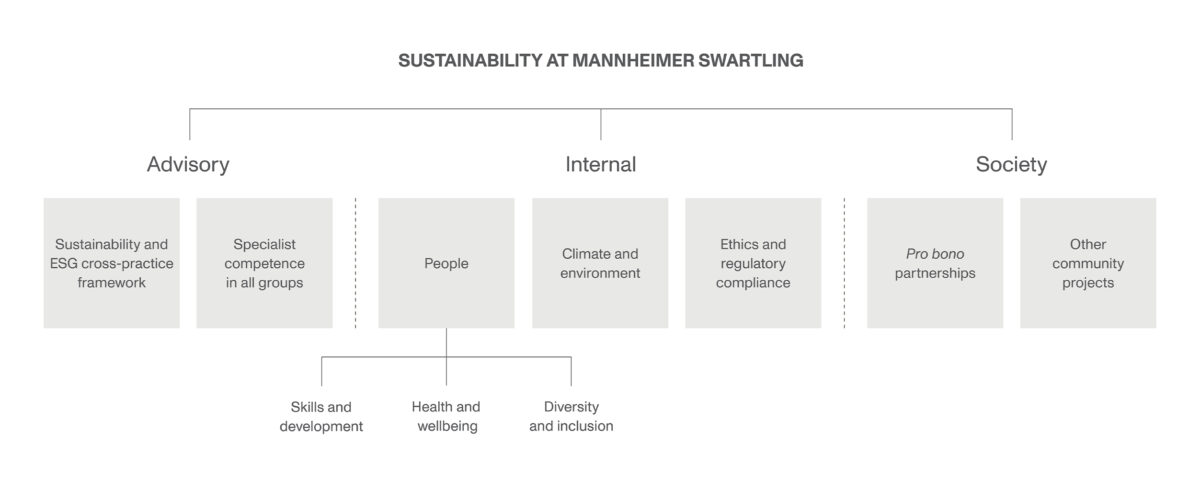 SUSTAINABILITY AT MANNHEIMER SWARTLING
Advisory
Internal
Society
Sustainability and
ESG cross-practice
framework
Specialist
competence
in all groups
People
Climate and
environment
Ethics and
regulatory
compliance
Pro bono
partnerships
Other
community
projects
Skills and
development
Health and
wellbeing
Diversity
and inclusion